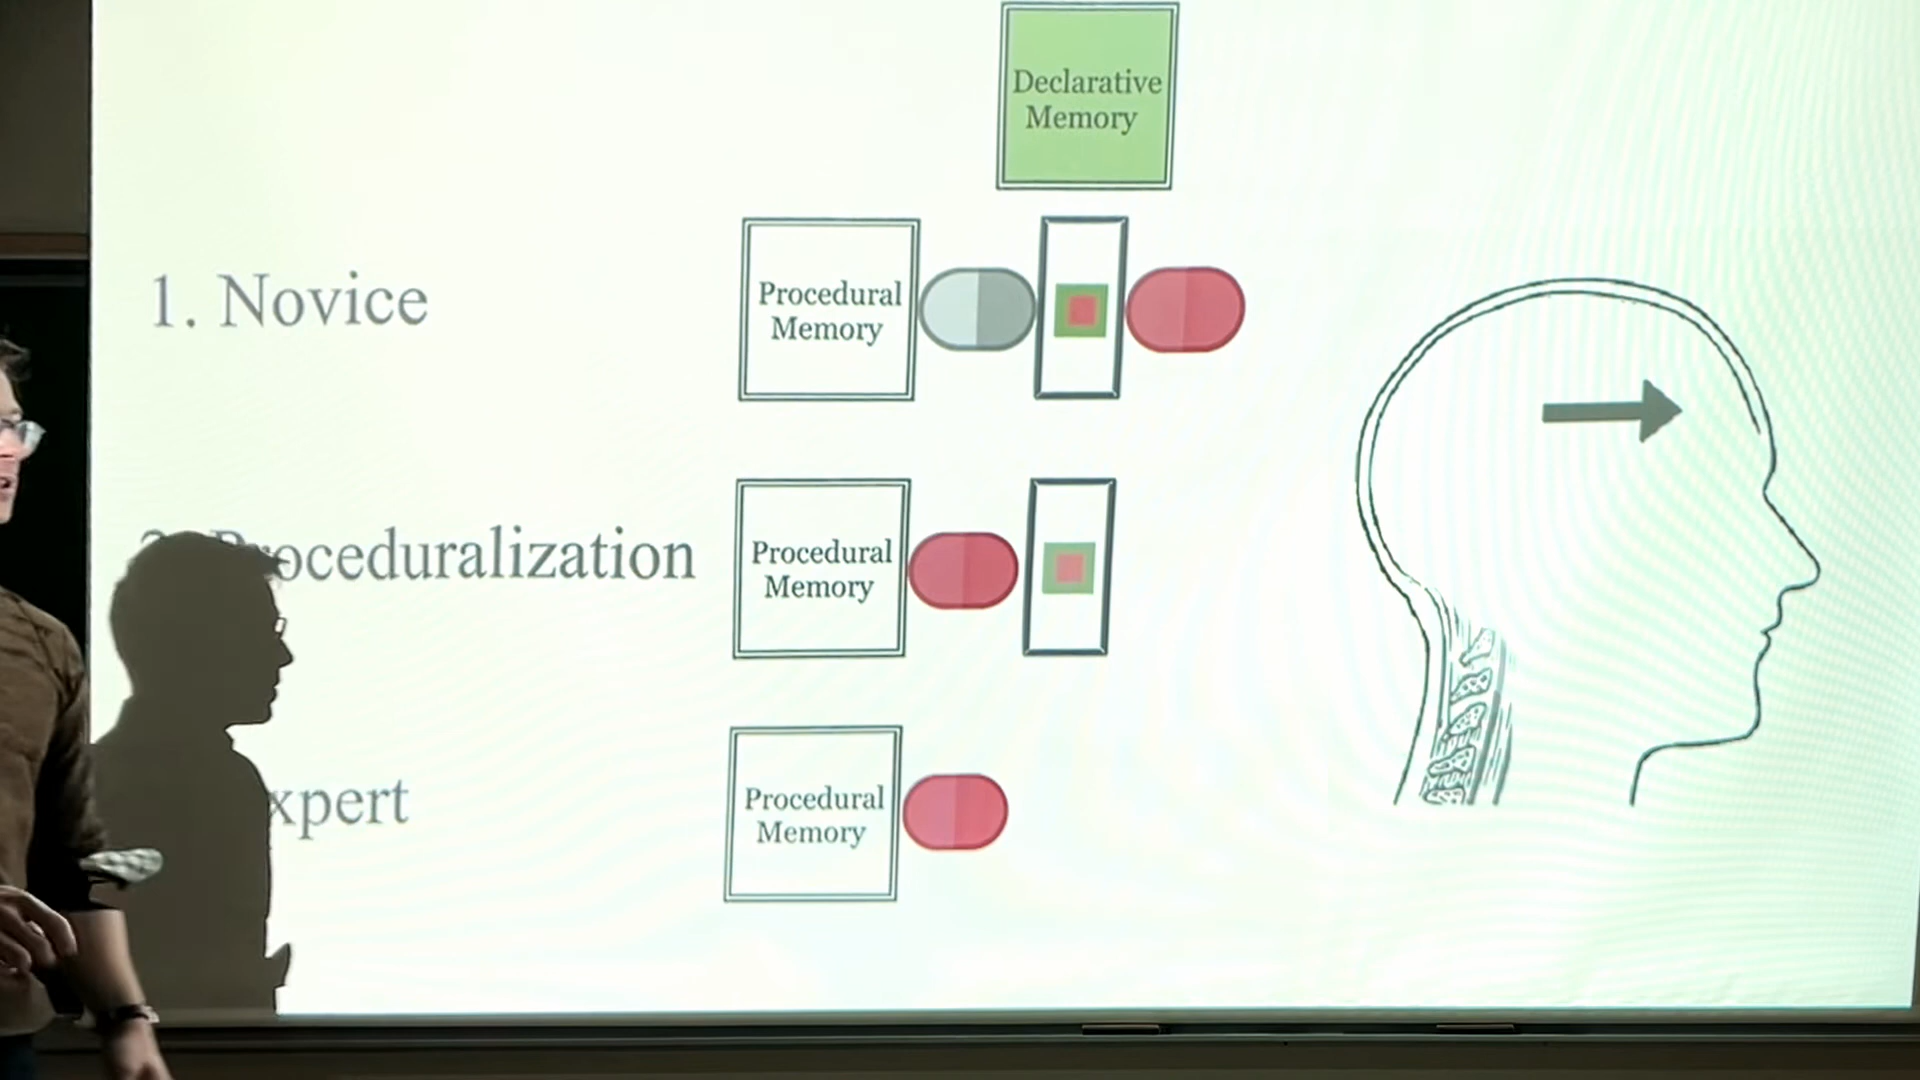 Declarative
Memory
1. Novice
Procedural
Memory
Proceduralization
Procedural
Memory
xpert
Procedural
Memory